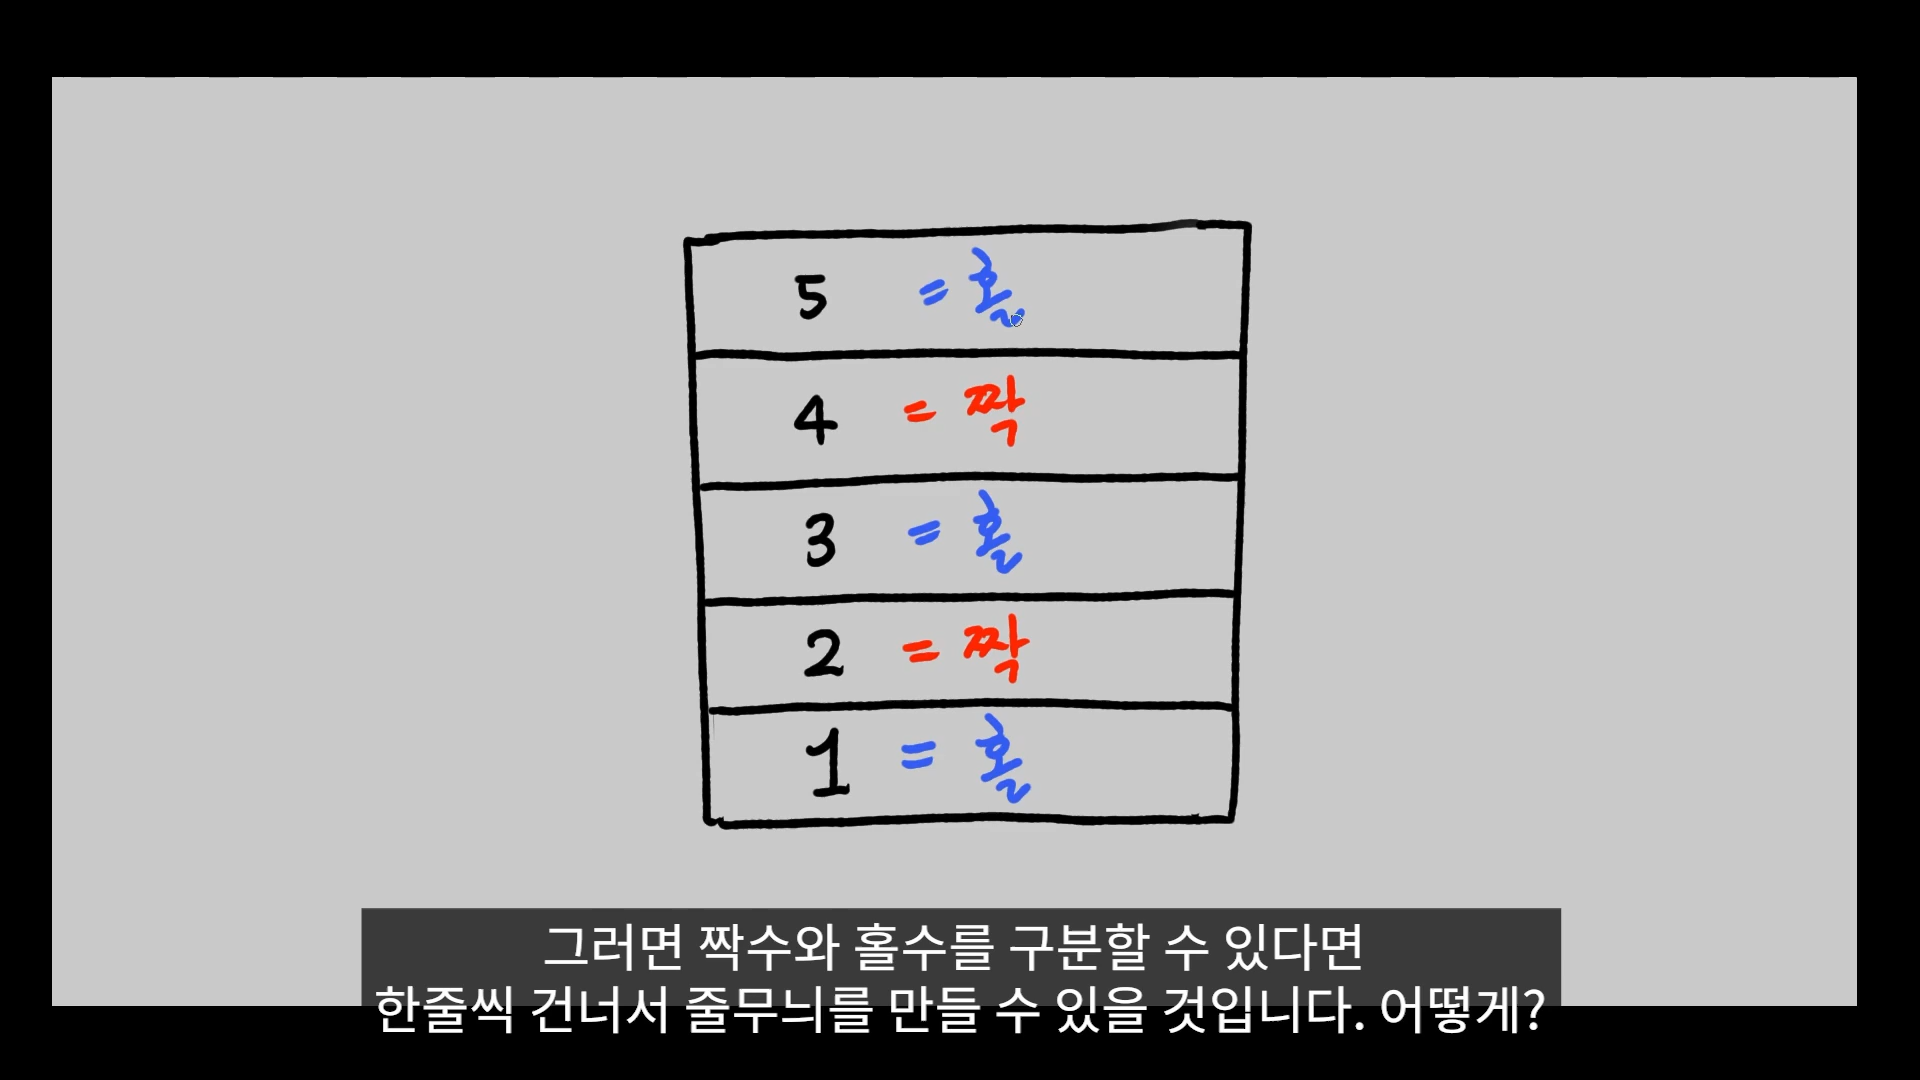 5 = 홀
4 = 짝
3 = 홀
2 = 짝
1 = 홀
그러면 짝수와 홀수를 구분할 수 있다면
한줄씩 건너서 줄무늬를 만들 수 있을 것입니다. 어떻게?